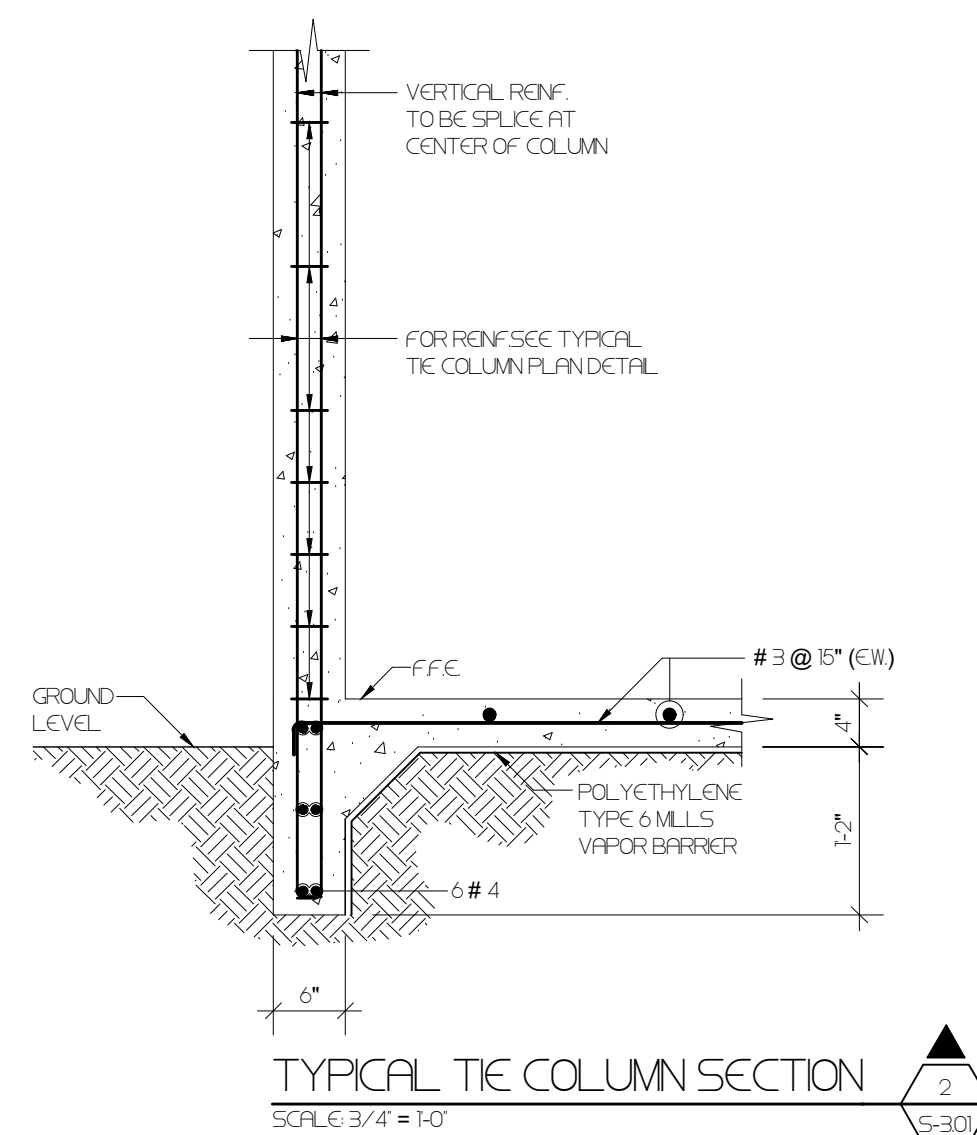 VERTICAL REINF.
TO BE SPLICE AT
CENTER OF COLUMN
FOR REINF.SEE TYPICAL
TIE COLUMN PLAN DETAIL
# 3 @ 15" (E.W.)
F.F.E.
GROUND
LEVEL
4"
POLYETHYLENE
TYPE 6 MILLS
VAPOR BARRIER
1'-2"
6 # 4
6"
TYPICAL TIE COLUMN SECTION
SCALE: 3/4" = 1'-0"
2
S-3.01